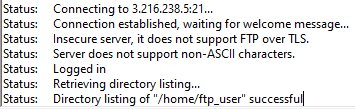 Status: Connecting to 3.216.238.5:21...
Status: Connection established, waiting for welcome message...
Status: Insecure server, it does not support FTP over TLS.
Status: Server does not support non-ASCII characters.
Status: Logged in
Status: Retrieving directory listing...
Status: Directory listing of "/home/ftp_user" successful